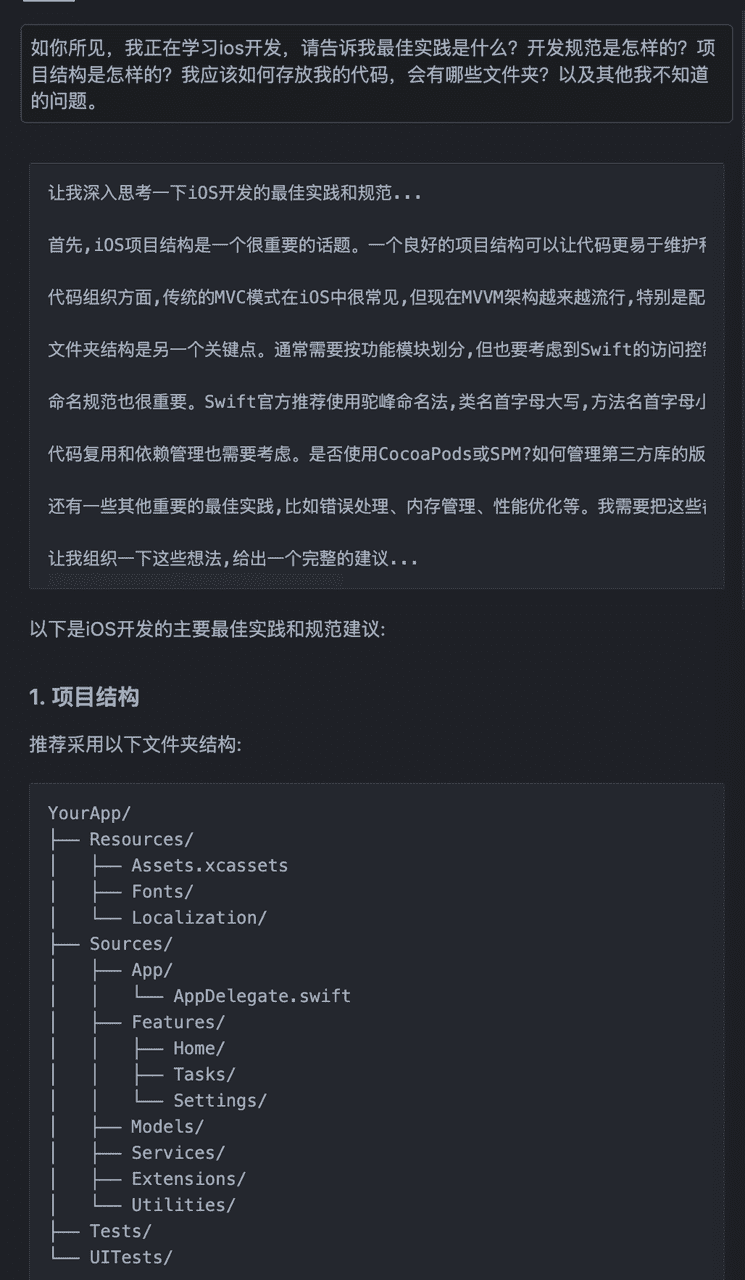 如你所见，我正在学习ios开发，请告诉我最佳实践是什么？开发规范是怎样的？项
目结构是怎样的？我应该如何存放我的代码，会有哪些文件夹？以及其他我不知道
的问题。
让我深入思考一下iOS开发的最佳实践和规范...
首先,iOS项目结构是一个很重要的话题。一个良好的项目结构可以让代码更易于维护
代码组织方面,传统的MVC模式在iOS中很常见,但现在MVVM架构越来越流行,特别是配
文件夹结构是另一个关键点。通常需要按功能模块划分,但也要考虑到Swift的访问控
命名规范也很重要。Swift官方推荐使用驼峰命名法,类名首字母大写,方法名首字母小
代码复用和依赖管理也需要考虑。是否使用CocoaPods或SPM?如何管理第三方库的版
还有一些其他重要的最佳实践,比如错误处理、内存管理、性能优化等。我需要把这些
让我组织一下这些想法,给出一个完整的建议...
以下是iOS开发的主要最佳实践和规范建议:
1. 项目结构
推荐采用以下文件夹结构:
YourApp/
├── Resources/
│   ├── Assets.xcassets
│   ├── Fonts/
│   └── Localization/
├── Sources/
│   ├── App/
│   │   └── AppDelegate.swift
│   ├── Features/
│   │   ├── Home/
│   │   ├── Tasks/
│   │   └── Settings/
│   ├── Models/
│   ├── Services/
│   ├── Extensions/
│   └── Utilities/
├── Tests/
└── UITests/